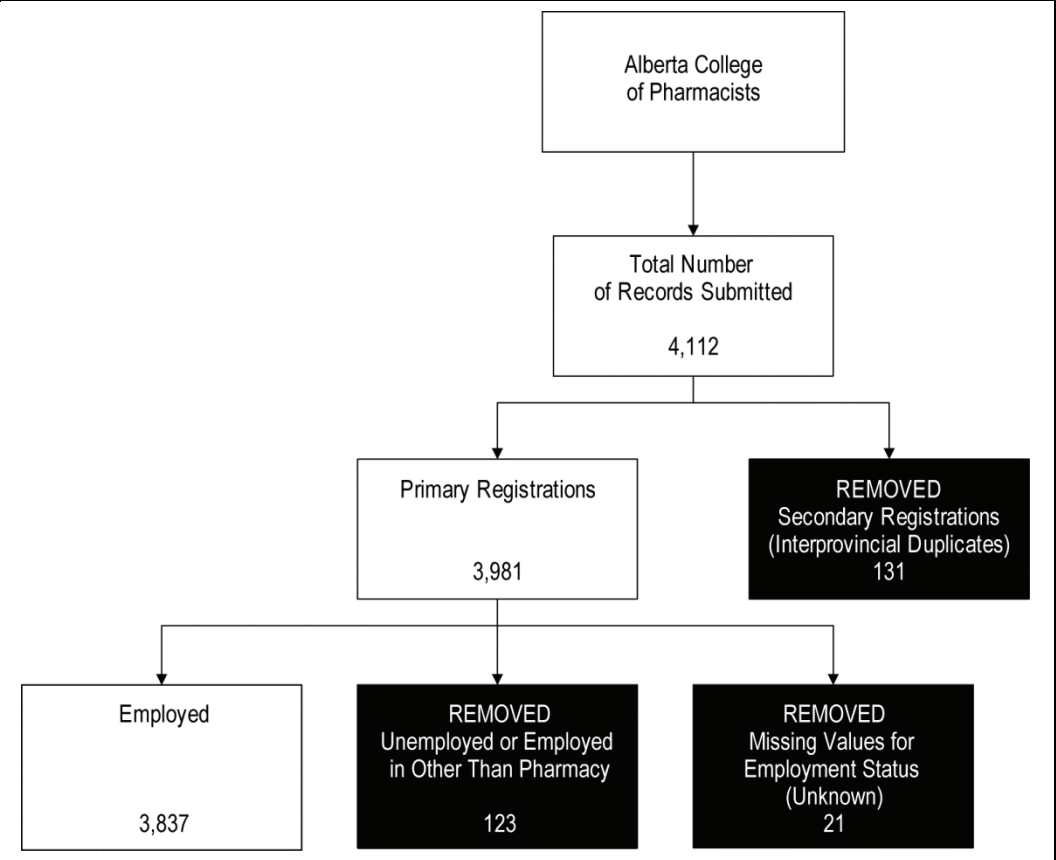 Alberta College
of Pharmacists
Total Number
of Records Submitted
4,112
Primary Registrations
3,981
REMOVED
Secondary Registrations
(Interprovincial Duplicates)
131
Employed
3,837
REMOVED
Unemployed or Employed
in Other Than Pharmacy
123
REMOVED
Missing Values for
Employment Status
(Unknown)
21